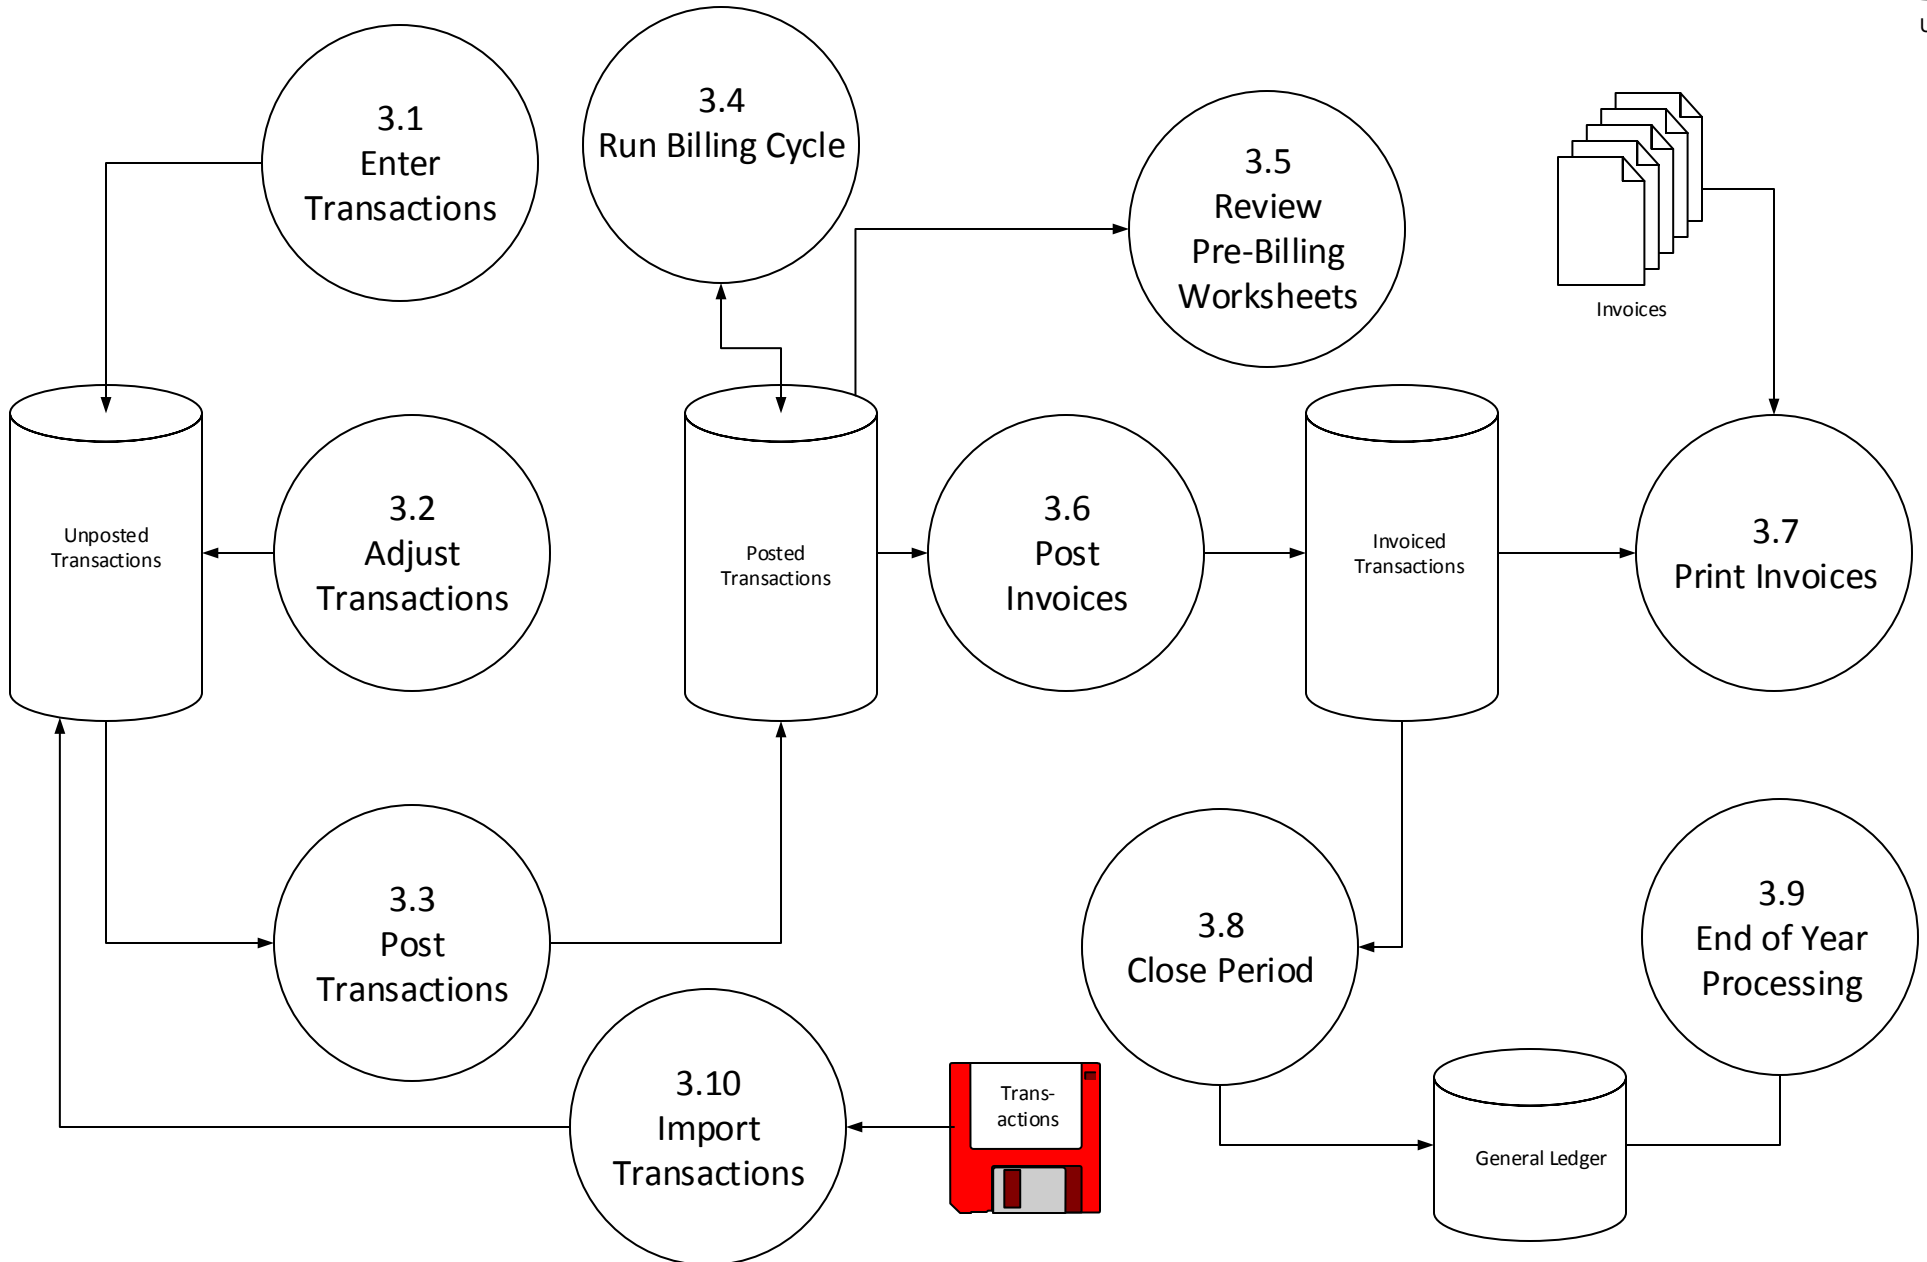 3.1
Enter
Transactions
3.4
Run Billing Cycle
3.5
Review
Pre-Billing
Worksheets
Invoices
Unposted
Transactions
3.2
Adjust
Transactions
Posted
Transactions
3.6
Post
Invoices
Invoiced
Transactions
3.7
Print Invoices
3.3
Post
Transactions
3.8
Close Period
3.9
End of Year
Processing
3.10
Import
Transactions
Trans-
actions
General Ledger